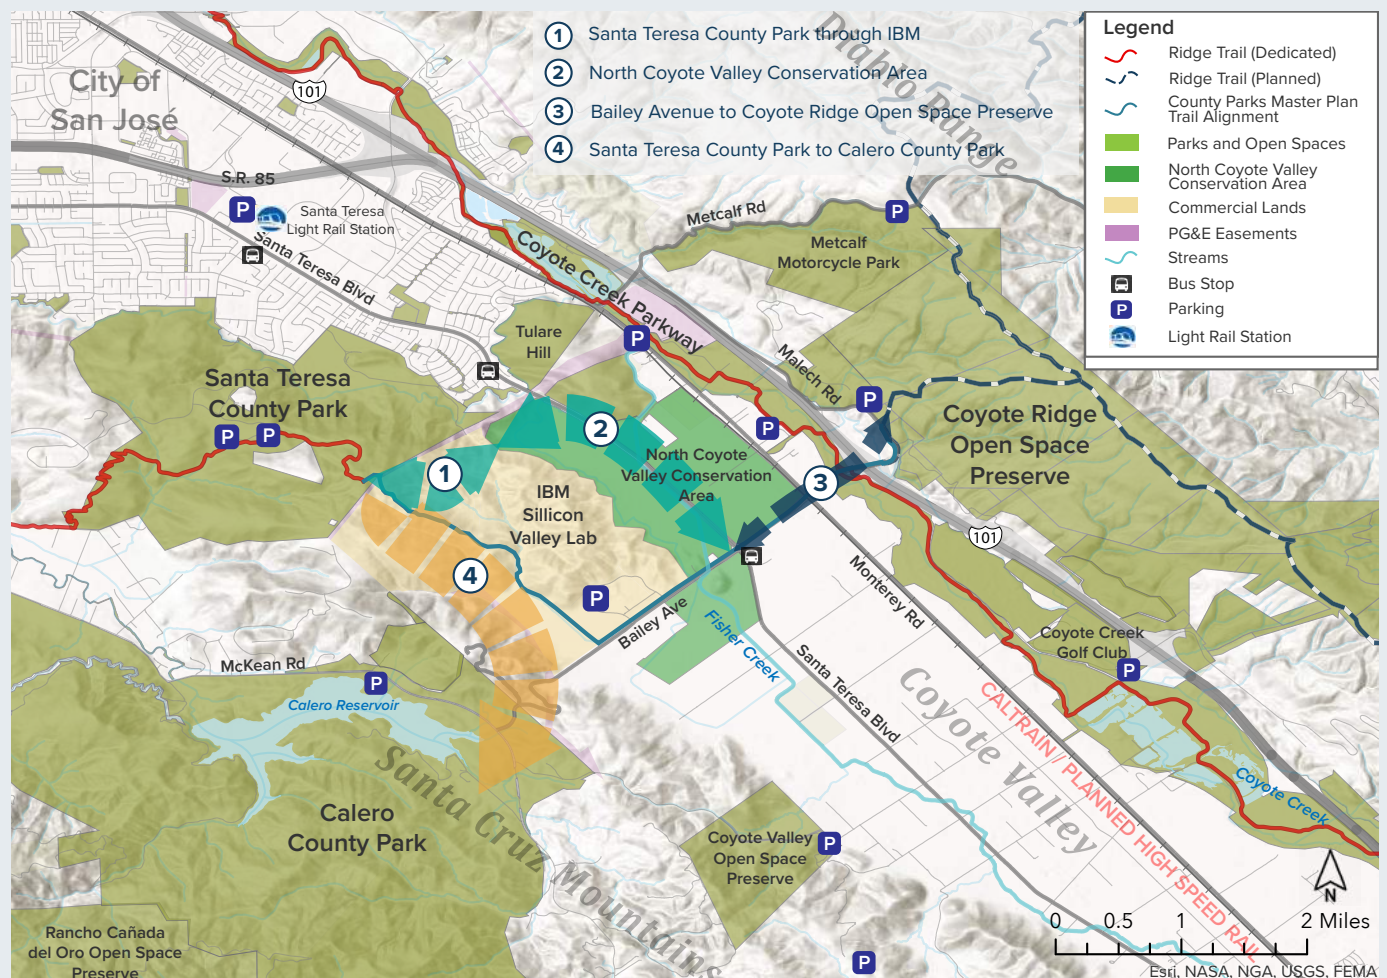 1 Santa Teresa County Park through IBM
2 North Coyote Valley Conservation Area
3 Bailey Avenue to Coyote Ridge Open Space Preserve
4 Santa Teresa County Park to Calero County Park
Legend
Ridge Trail (Dedicated)
Ridge Trail (Planned)
County Parks Master Plan
Trail Alignment
Parks and Open Spaces
North Coyote Valley
Conservation Area
Commercial Lands
PG&E Easements
Streams
Bus Stop
P Parking
Light Rail Station
Diablo Range
City of
San José
101
S.R. 85
P
Santa Teresa
Light Rail Station
Santa Teresa Blvd
Metcalf Rd
P
Metcalf
Motorcycle Park
Coyote Creek Parkway
P
Tulare
Hill
Malech Rd
P
Santa Teresa
County Park
P
P
P
Coyote Ridge
Open Space
Preserve
1
2
3
4
North Coyote
Valley Conservation
Area
IBM
Sillicon
Valley Lab
101
P
Bailey Ave
Monterey Rd
Fisher Creek
Santa Teresa Blvd
Coyote Creek
Golf Club
P
McKean Rd
P
Calero Reservoir
Coyote Valley
CALTRAIN / PLANNED HIGH SPEED RAIL
Coyote Creek
Santa Cruz Mountains
Calero
County Park
Coyote Valley
Open Space
Preserve
P
P
Rancho Cañada
del Oro Open Space
Preserve
N
0 0.5 1 2 Miles
Esri, NASA, NGA, USGS, FEMA